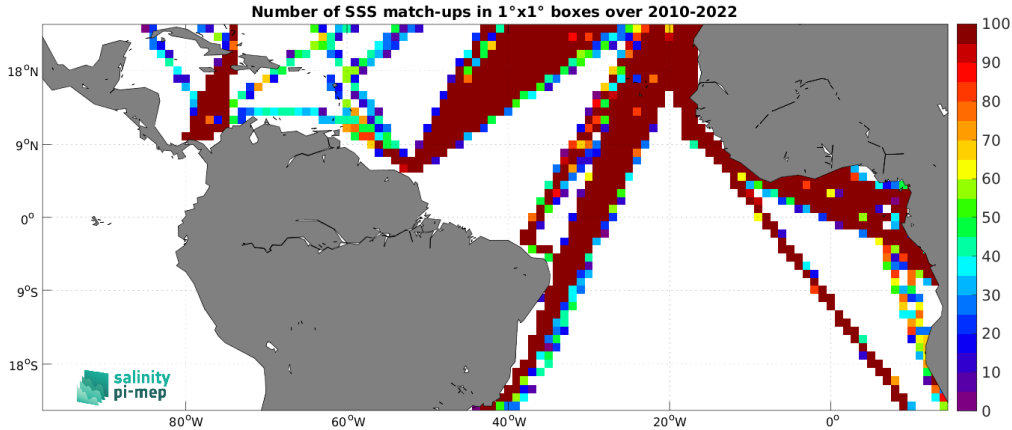 Number of SSS match-ups in 1°x1° boxes over 2010-2022
100
90
80
70
60
50
40
30
20
10
0
18°N
9°N
0°
9°S
18°S
80°W
60°W
40°W
20°W
0°
salinity
pi-mep